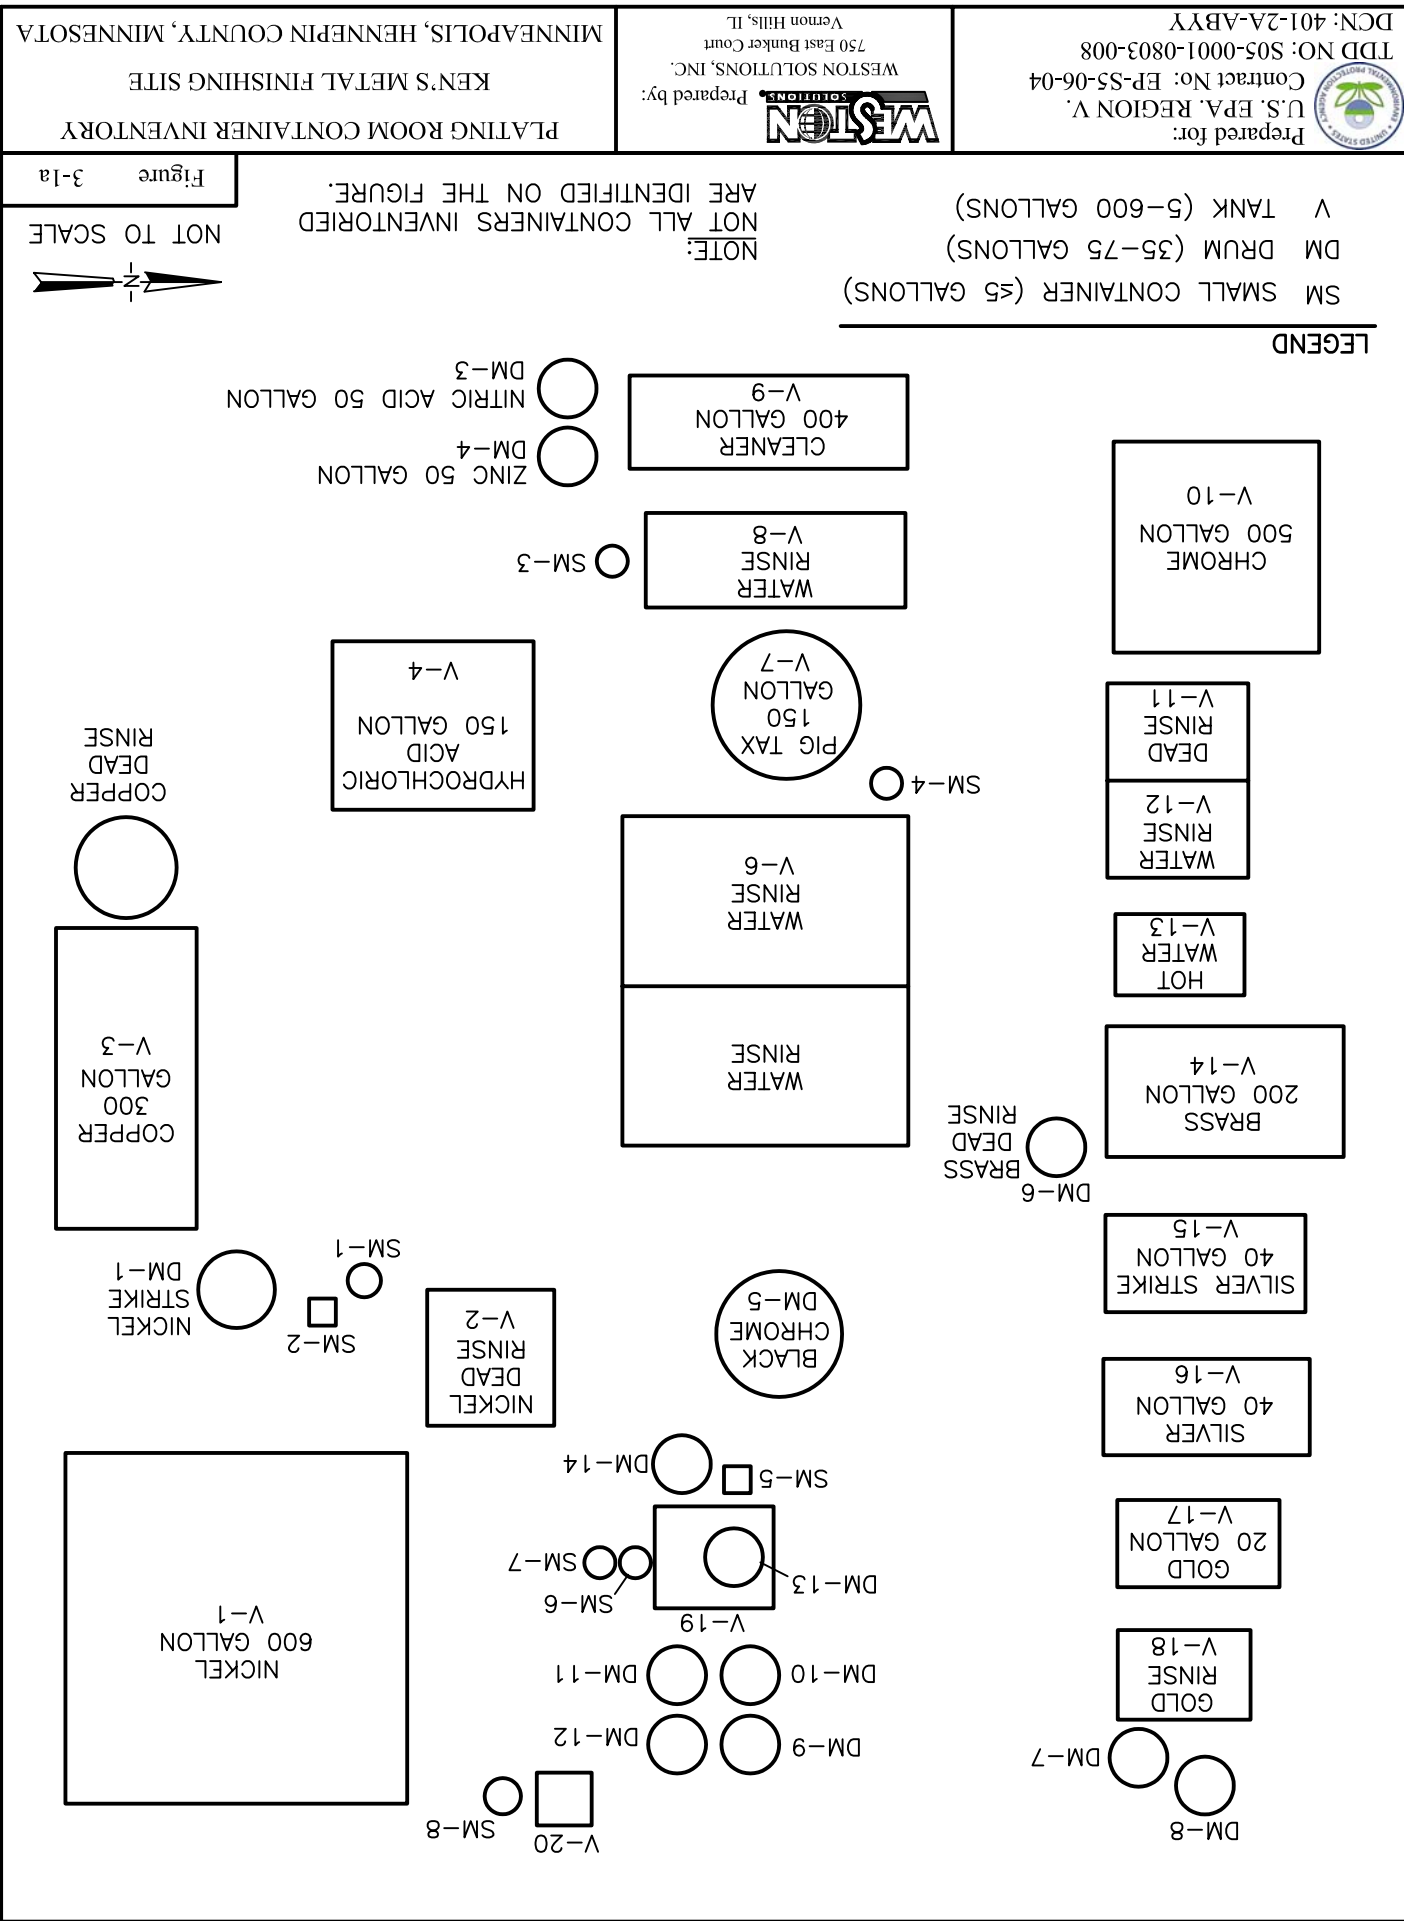 DM-8
DM-7
GOLD
RINSE
V-18
GOLD
20 GALLON
V-17
SILVER
40 GALLON
V-16
SILVER STRIKE
40 GALLON
V-15
DM-6
BRASS
DEAD
RINSE
BRASS
200 GALLON
V-14
HOT
WATER
V-13
WATER
RINSE
V-12
DEAD
RINSE
V-11
CHROME
500 GALLON
V-10
V-20
SM-8
DM-9
DM-12
DM-10
DM-11
V-19
DM-13
SM-6
SM-7
SM-5
DM-14
BLACK
CHROME
DM-5
WATER
RINSE
WATER
RINSE
V-6
SM-4
PIG TAX
150
GALLON
V-7
WATER
RINSE
V-8
SM-3
CLEANER
400 GALLON
V-9
ZINC 50 GALLON
DM-4
NITRIC ACID 50 GALLON
DM-3
NICKEL
600 GALLON
V-1
NICKEL
DEAD
RINSE
V-2
SM-2
SM-1
NICKEL
STRIKE
DM-1
COPPER
300
GALLON
V-3
COPPER
DEAD
RINSE
HYDROCHLORIC
ACID
150 GALLON
V-4
LEGEND
SM SMALL CONTAINER (≤5 GALLONS)
DM DRUM (35-75 GALLONS)
V TANK (5-600 GALLONS)
NOTE:
NOT ALL CONTAINERS INVENTORIED
ARE IDENTIFIED ON THE FIGURE.
N
NOT TO SCALE
Figure 3-1a
UNITED STATES • ENVIRONMENTAL PROTECTION AGENCY •
Prepared for:
U.S. EPA. REGION V.
Contract No: EP-S5-06-04
TDD NO: S05-0001-0803-008
DCN: 401-2A-ABYY
WESTON
SOLUTIONS
Prepared by:
WESTON SOLUTIONS, INC.
750 East Bunker Court
Vernon Hills, IL
PLATING ROOM CONTAINER INVENTORY
KEN'S METAL FINISHING SITE
MINNEAPOLIS, HENNEPIN COUNTY, MINNESOTA